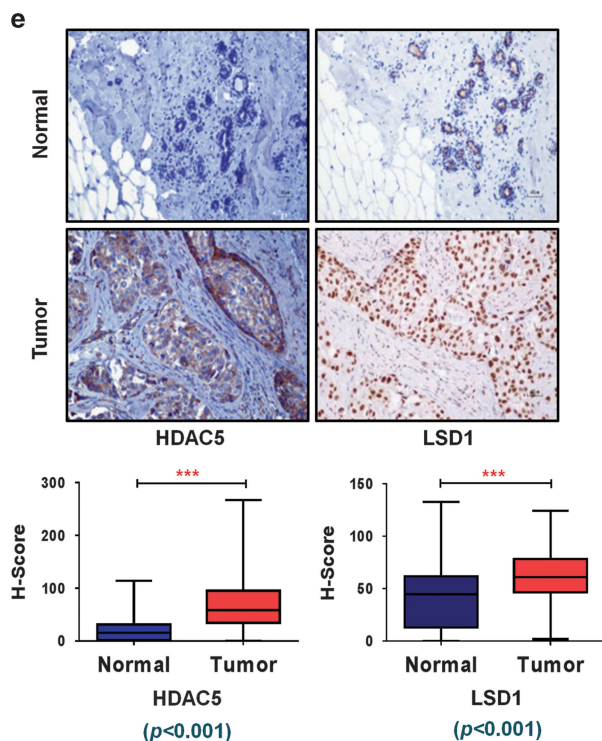 e
Normal
Tumor
HDAC5 LSD1
*** ***
H-Score
300
200
100
0
Normal Tumor
HDAC5
(p<0.001)
H-Score
150
100
50
0
Normal Tumor
LSD1
(p<0.001)